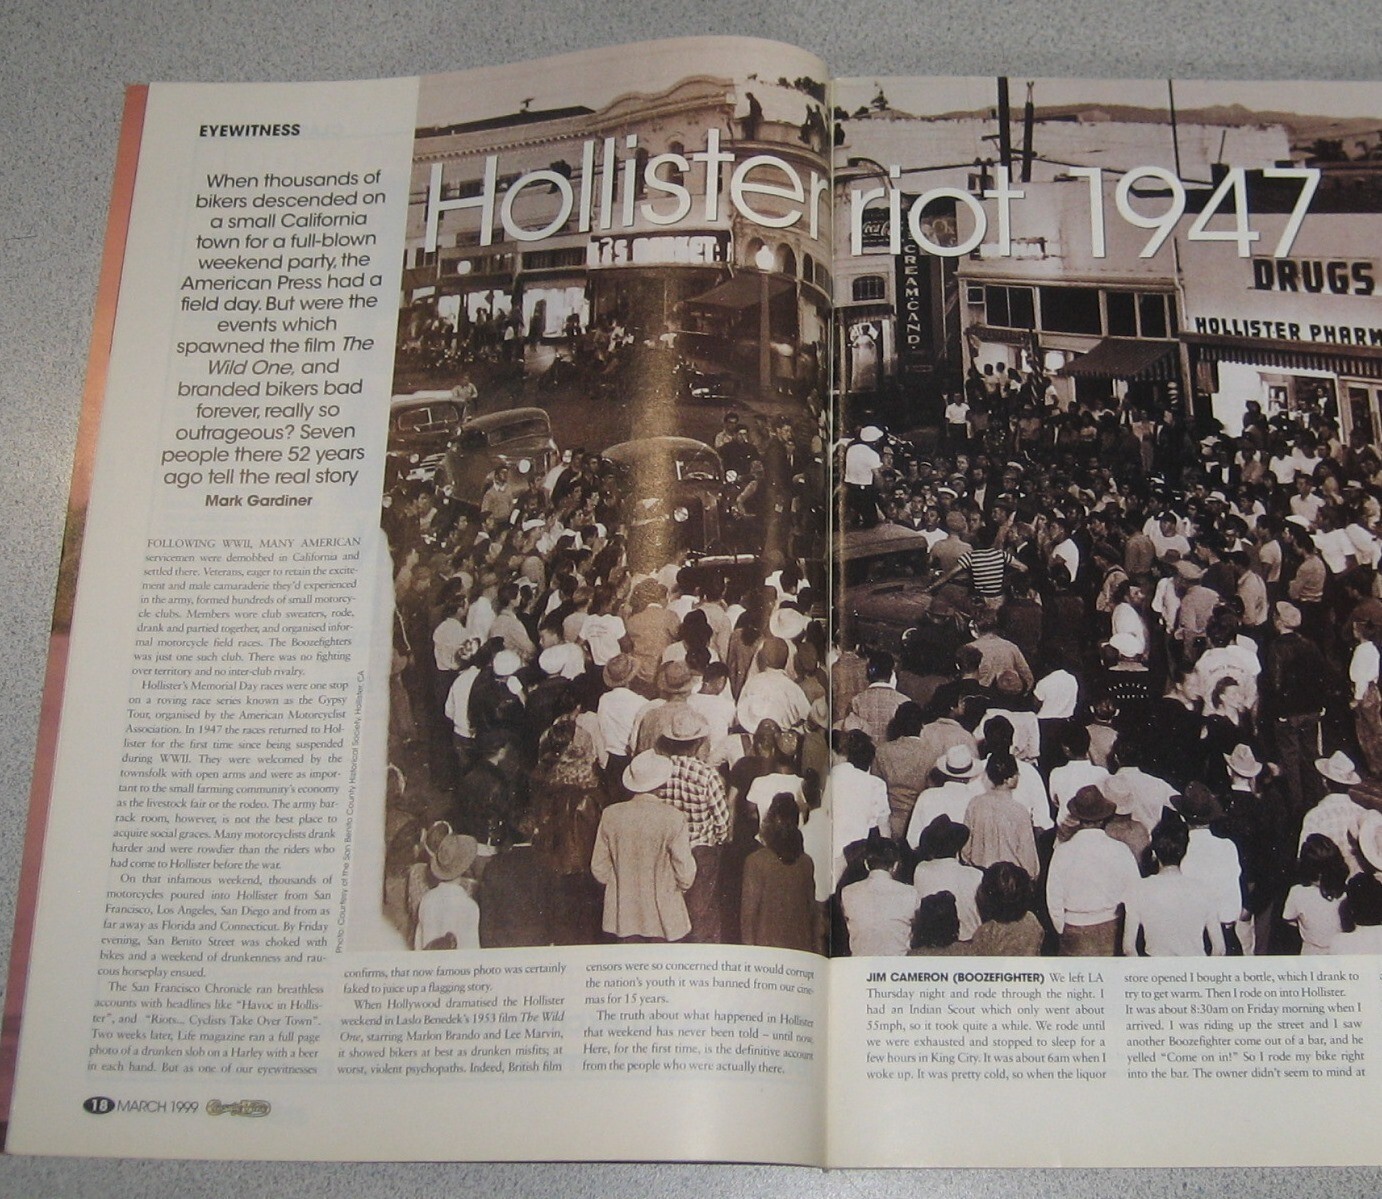 EYEWITNESS
When thousands of
bikers descended on
a small California
town for a full-blown
weekend party, the
American Press had a
field day. But were the
events which
spawned the film The
Wild One, and
branded bikers bad
forever, really so
outrageous? Seven
people there 52 years
ago tell the real story
Mark Gardiner
Hollister riot 1947
FOLLOWING WWII, MANY AMERICAN
servicemen were demobbed in California and
settled there. Veterans, eager to retain the excite-
ment and male camaraderie they'd experienced
in the army, formed hundreds of small motorcy-
cle clubs. Members wore club sweaters, rode,
drank and partied together, and organised infor-
mal motorcycle field races. The Boozefighters
was just one such club. There was no fighting
over territory and no inter-club rivalry.
Hollister's Memorial Day races were one stop
on a roving race series known as the Gypsy
Tour, organised by the American Motorcyclist
Association. In 1947 the races returned to Hol-
lister for the first time since being suspended
during WWII. They were welcomed by the
townsfolk with open arms and were as impor-
tant to the small farming community's economy
as the livestock fair or the rodeo. The army bar-
rack room, however, is not the best place to
acquire social graces. Many motorcyclists drank
harder and were rowdier than the riders who
had come to Hollister before the war.
On that infamous weekend, thousands of
motorcycles poured into Hollister from San
Francisco, Los Angeles, San Diego and from as
far away as Florida and Connecticut. By Friday
evening, San Benito Street was choked with
bikes and a weekend of drunkenness and rau-
cous horseplay ensued.
The San Francisco Chronicle ran breathless
accounts with headlines like "Havoc in Hollis-
ter", and "Riots... Cyclists Take Over Town".
Two weeks later, Life magazine ran a full page
photo of a drunken slob on a Harley with a beer
in each hand. But as one of our eyewitnesses
confirms, that now famous photo was certainly
faked to juice up a flagging story.
When Hollywood dramatised the Hollister
weekend in Laslo Benedek's 1953 film The Wild
One, starring Marlon Brando and Lee Marvin,
it showed bikers at best as drunken misfits; at
worst, violent psychopaths. Indeed, British film
censors were so concerned that it would corrupt
the nation's youth it was banned from our cine-
mas for 15 years.
The truth about what happened in Hollister
that weekend has never been told – until now.
Here, for the first time, is the definitive account
from the people who were actually there.
Photo: Courtesy of the San Benito County Historical Society, Hollister, CA
JIM CAMERON (BOOZEFIGHTER) We left LA
Thursday night and rode through the night. I
had an Indian Scout which only went about
55mph, so it took quite a while. We rode until
we were exhausted and stopped to sleep for a
few hours in King City. It was about 6am when I
woke up. It was pretty cold, so when the liquor
store opened I bought a bottle, which I drank to
try to get warm. Then I rode on into Hollister.
It was about 8:30am on Friday morning when I
arrived. I was riding up the street and I saw
another Boozefighter come out of a bar, and he
yelled "Come on in!" So I rode my bike right
into the bar. The owner didn't seem to mind at
MARKET
Coca-Cola
CREAM.CAND.
DRUGS
HOLLISTER PHARM
18 MARCH 1999